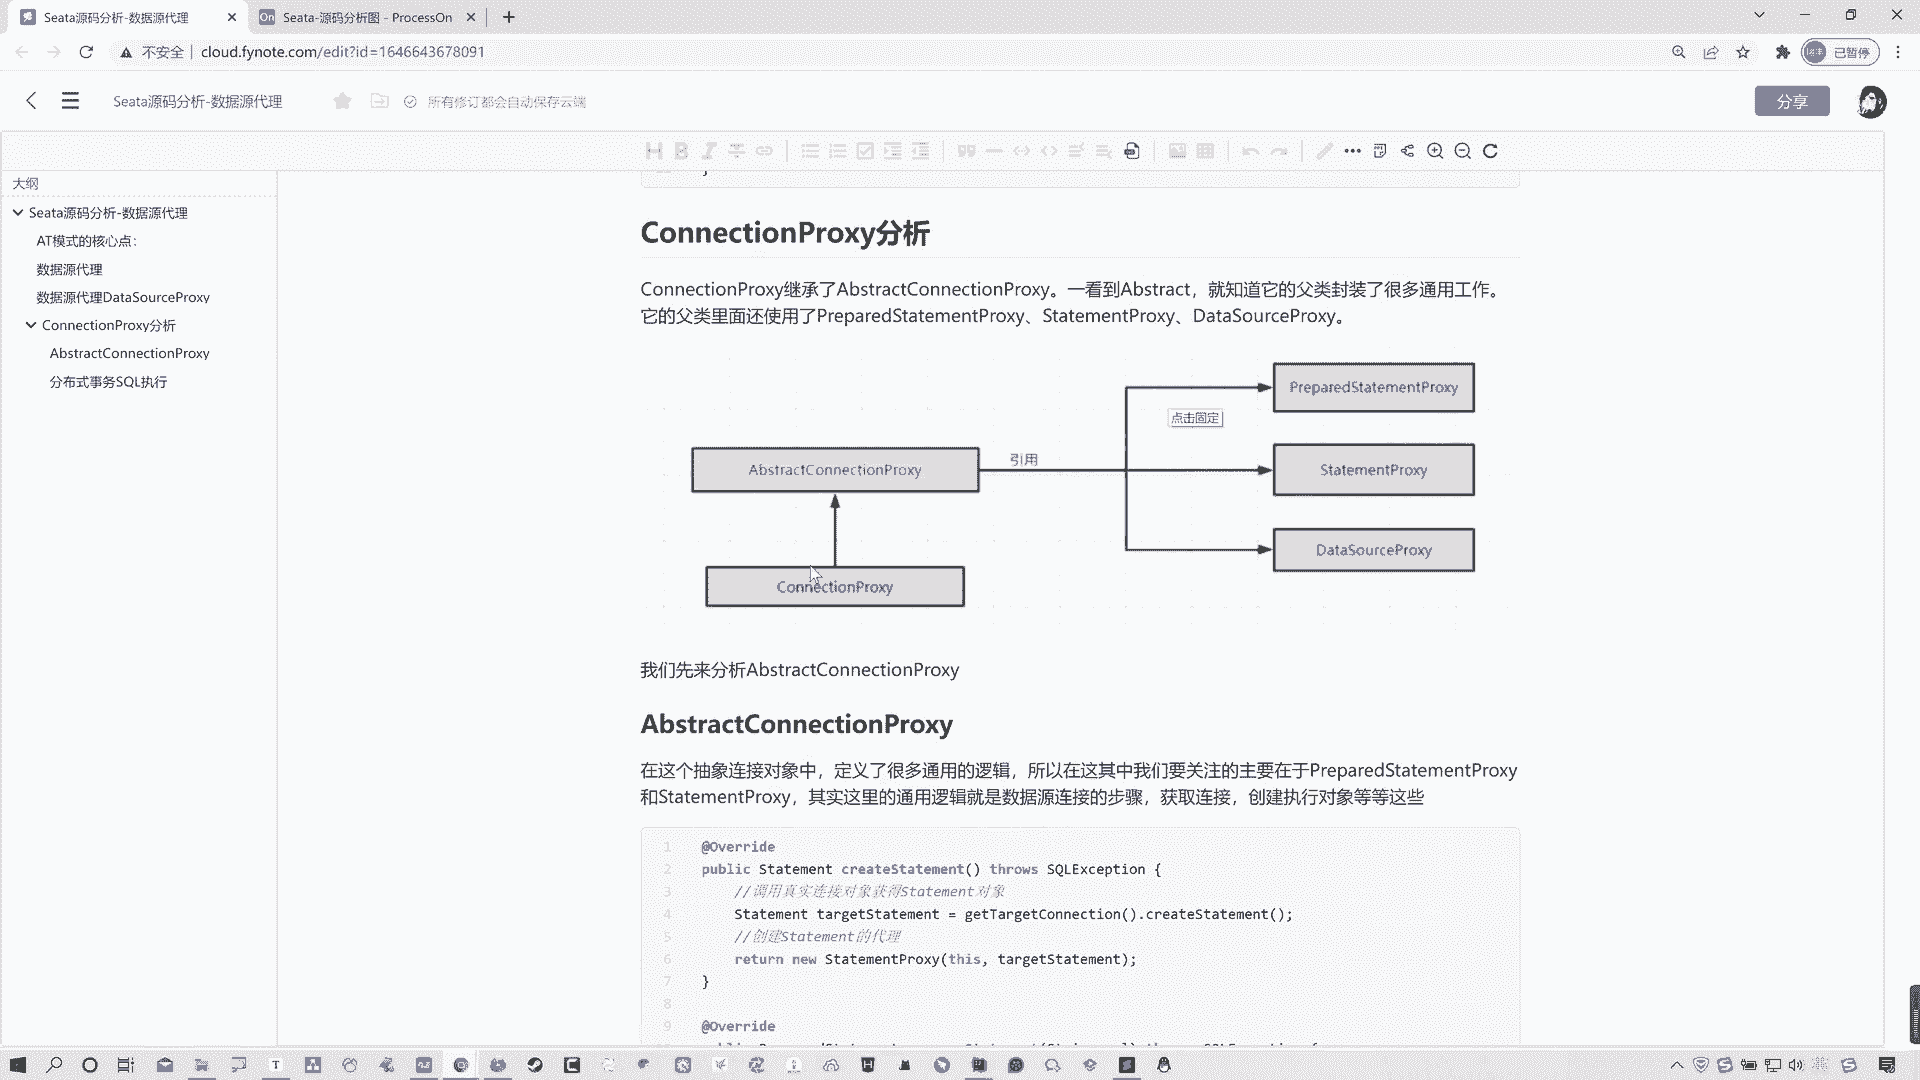 Seata源码分析-数据源代理
Seata-源码分析图 - ProcessOn
不安全
cloud.fynote.com/edit?id=1646643678091
已暂停
Seata源码分析-数据源代理
所有修订都会自动保存云端
分享
大纲
Seata源码分析-数据源代理
AT模式的核心点：
数据源代理
数据源代理DataSourceProxy
ConnectionProxy分析
AbstractConnectionProxy
分布式事务SQL执行
}
ConnectionProxy分析
ConnectionProxy继承了AbstractConnectionProxy。一看到Abstract，就知道它的父类封装了很多通用工作。
它的父类里面还使用了PreparedStatementProxy、StatementProxy、DataSourceProxy。
PreparedStatementProxy
点击固定
引用
AbstractConnectionProxy
StatementProxy
DataSourceProxy
ConnectionProxy
我们先来分析AbstractConnectionProxy
AbstractConnectionProxy
在这个抽象连接对象中，定义了很多通用的逻辑，所以在这其中我们要关注的主要在于PreparedStatementProxy
和StatementProxy，其实这里的通用逻辑就是数据源连接的步骤，获取连接，创建执行对象等等这些
1 @Override
2 public Statement createStatement() throws SQLException {
3 //调用真实连接对象获得Statement对象
4 Statement targetStatement = getTargetConnection().createStatement();
5 //创建Statement的代理
6 return new StatementProxy(this, targetStatement);
7 }
8
9 @Override